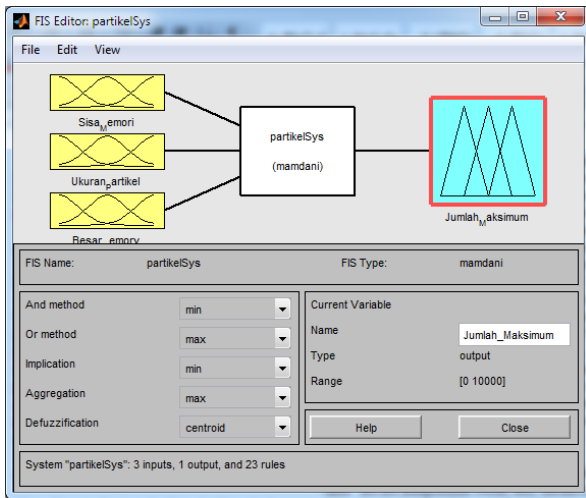 FIS Editor: partikelSys
File Edit View
Sisa_Memori
partikelSys
(mamdani)
Ukuran_partikel
Jumlah_Maksimum
Besar_ emory
FIS Name: partikelSys FIS Type: mamdani
And method min
Or method max
Implication min
Aggregation max
Defuzzification centroid
Current Variable
Name Jumlah_Maksimum
Type output
Range [0 10000]
Help Close
System "partikelSys": 3 inputs, 1 output, and 23 rules